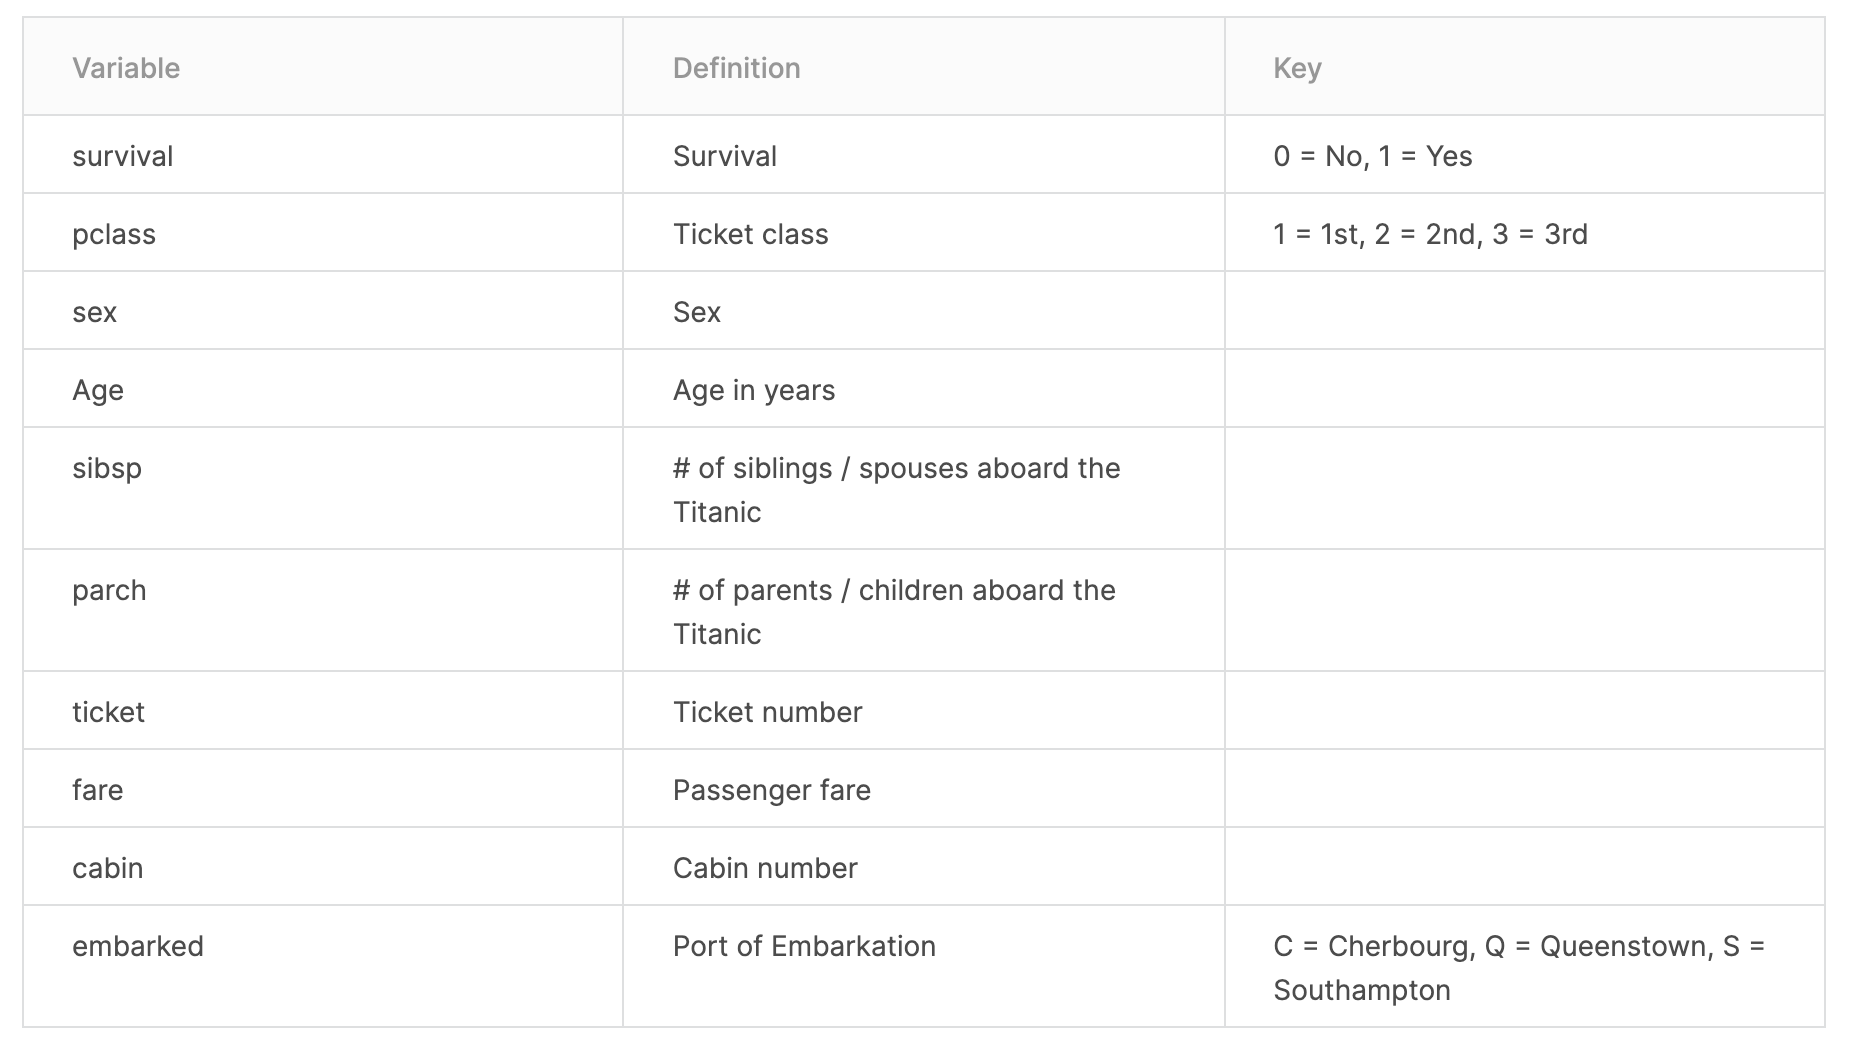 Variable Definition Key
survival Survival 0 = No, 1 = Yes
pclass Ticket class 1 = 1st, 2 = 2nd, 3 = 3rd
sex Sex
Age Age in years
sibsp # of siblings / spouses aboard the
Titanic
parch # of parents / children aboard the
Titanic
ticket Ticket number
fare Passenger fare
cabin Cabin number
embarked Port of Embarkation C = Cherbourg, Q = Queenstown, S =
Southampton